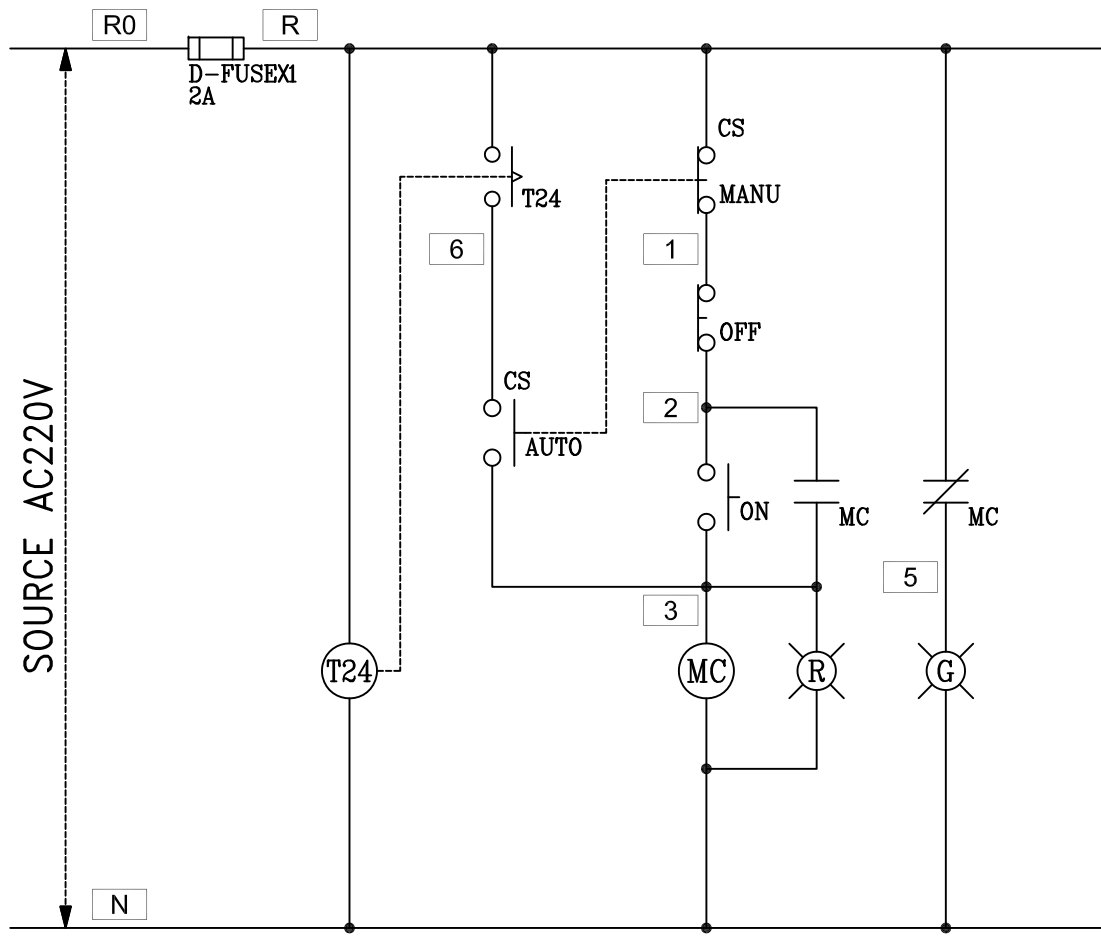 R0
R
D-FUSEX1
2A
CS
MANU
T24
6
1
OFF
CS
2
AUTO
ON
MC
MC
5
3
SOURCE AC220V
T24
MC
R
G
N